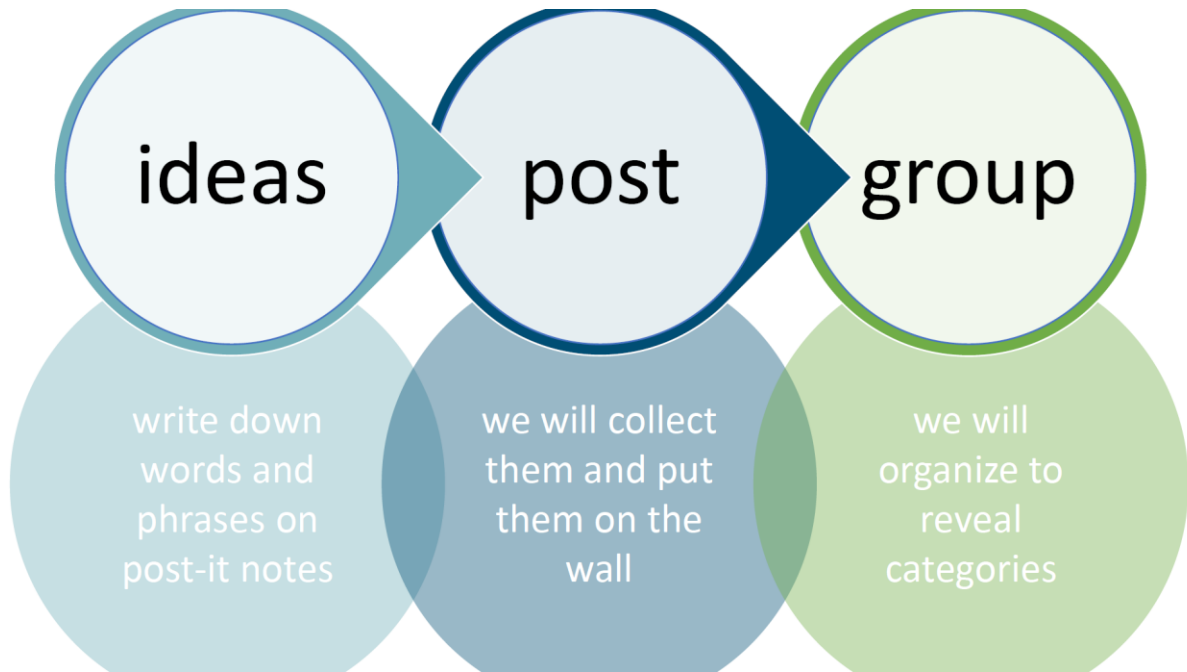 ideas
write down
words and
phrases on
post-it notes
post
we will collect
them and put
them on the
wall
group
we will
organize to
reveal
categories